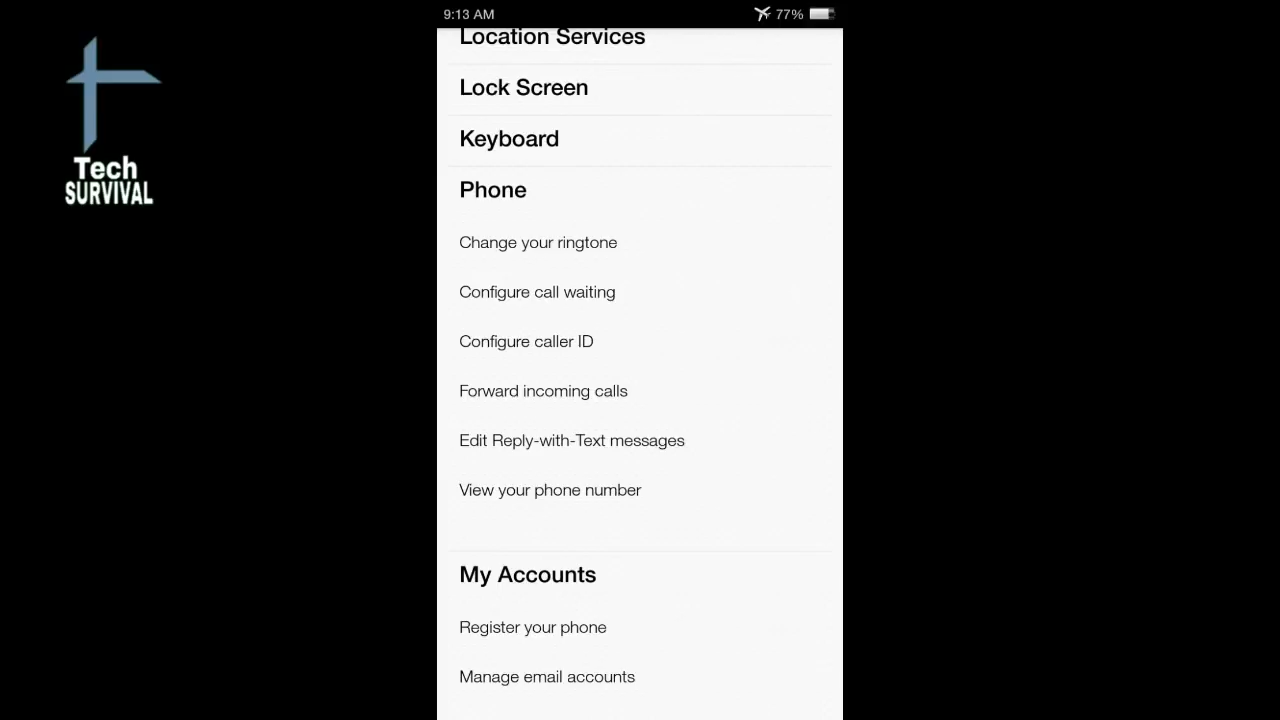 9:13 AM 77%
Tech
SURVIVAL
Location Services
Lock Screen
Keyboard
Phone
Change your ringtone
Configure call waiting
Configure caller ID
Forward incoming calls
Edit Reply-with-Text messages
View your phone number
My Accounts
Register your phone
Manage email accounts